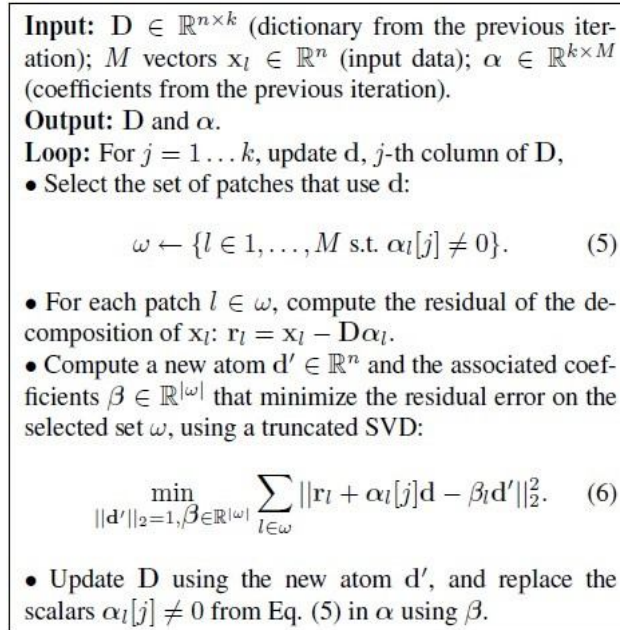 Input: D ∈ ℝ^{n×k} (dictionary from the previous iter-
ation); M vectors x_l ∈ ℝ^n (input data); α ∈ ℝ^{k×M}
(coefficients from the previous iteration).
Output: D and α.
Loop: For j = 1 . . . k, update d, j-th column of D,
• Select the set of patches that use d:
ω ← {l ∈ 1, . . . , M s.t. α_l[j] ≠ 0}. (5)
• For each patch l ∈ ω, compute the residual of the de-
composition of x_l: r_l = x_l − Dα_l.
• Compute a new atom d′ ∈ ℝ^n and the associated coef-
ficients β ∈ ℝ^{|ω|} that minimize the residual error on the
selected set ω, using a truncated SVD:
min_{||d′||_2=1, β∈ℝ^{|ω|}} ∑_{l∈ω} ||r_l + α_l[j]d − β_l d′||_2^2. (6)
• Update D using the new atom d′, and replace the
scalars α_l[j] ≠ 0 from Eq. (5) in α using β.